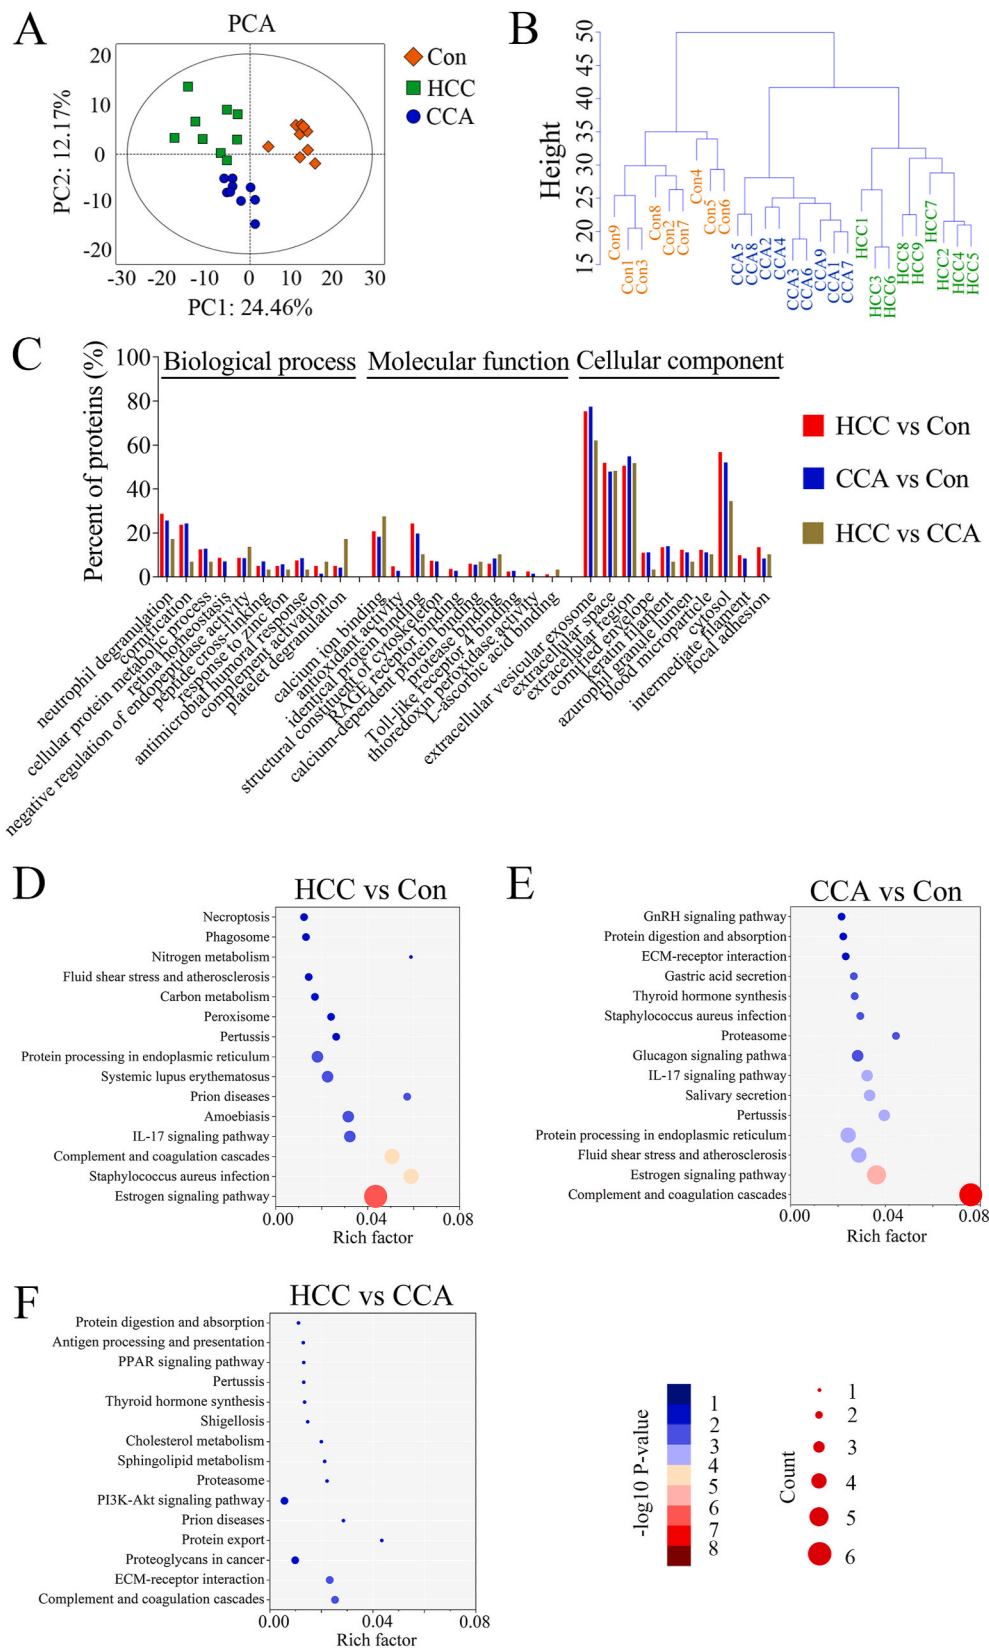 A
PCA
PC2: 12.17%
20
10
0
-10
-20
-30
-20
-10
0
10
20
30
PC1: 24.46%
Con
HCC
CCA
B
Height
50
45
40
35
30
25
20
15
Con9
Con1
Con3
Con8
Con2
Con7
Con4
Con5
Con6
CCA5
CCA8
CCA2
CCA4
CCA3
CCA6
CCA9
CCA1
CCA7
HCC1
HCC3
HCC6
HCC8
HCC9
HCC7
HCC2
HCC4
HCC5
C
Percent of proteins (%)
100
80
60
40
20
0
Biological process
Molecular function
Cellular component
HCC vs Con
CCA vs Con
HCC vs CCA
neutrophil degranulation
cornification
cellular protein metabolic process
retina homeostasis
negative regulation of endopeptidase activity
peptide cross-linking
response to zinc ion
antimicrobial humoral response
complement activation
platelet degranulation
calcium ion binding
antioxidant activity
identical protein binding
structural constituent of cytoskeleton
RAGE receptor binding
calcium-dependent protein binding
protease binding
Toll-like receptor 4 binding
thioredoxin peroxidase activity
L-ascorbic acid binding
extracellular vesicular exosome
extracellular space
extracellular region
cornified envelope
keratin filament
azurophil granule lumen
blood microparticle
cytosol
intermediate filament
focal adhesion
D
HCC vs Con
Necroptosis
Phagosome
Nitrogen metabolism
Fluid shear stress and atherosclerosis
Carbon metabolism
Peroxisome
Pertussis
Protein processing in endoplasmic reticulum
Systemic lupus erythematosus
Prion diseases
Amoebiasis
IL-17 signaling pathway
Complement and coagulation cascades
Staphylococcus aureus infection
Estrogen signaling pathway
0.00
0.04
0.08
Rich factor
E
CCA vs Con
GnRH signaling pathway
Protein digestion and absorption
ECM-receptor interaction
Gastric acid secretion
Thyroid hormone synthesis
Staphylococcus aureus infection
Proteasome
Glucagon signaling pathwa
IL-17 signaling pathway
Salivary secretion
Pertussis
Protein processing in endoplasmic reticulum
Fluid shear stress and atherosclerosis
Estrogen signaling pathway
Complement and coagulation cascades
0.00
0.04
0.08
Rich factor
F
HCC vs CCA
Protein digestion and absorption
Antigen processing and presentation
PPAR signaling pathway
Pertussis
Thyroid hormone synthesis
Shigellosis
Cholesterol metabolism
Sphingolipid metabolism
Proteasome
PI3K-Akt signaling pathway
Prion diseases
Protein export
Proteoglycans in cancer
ECM-receptor interaction
Complement and coagulation cascades
0.00
0.04
0.08
Rich factor
-log10 P-value
1
2
3
4
5
6
7
8
Count
1
2
3
4
5
6